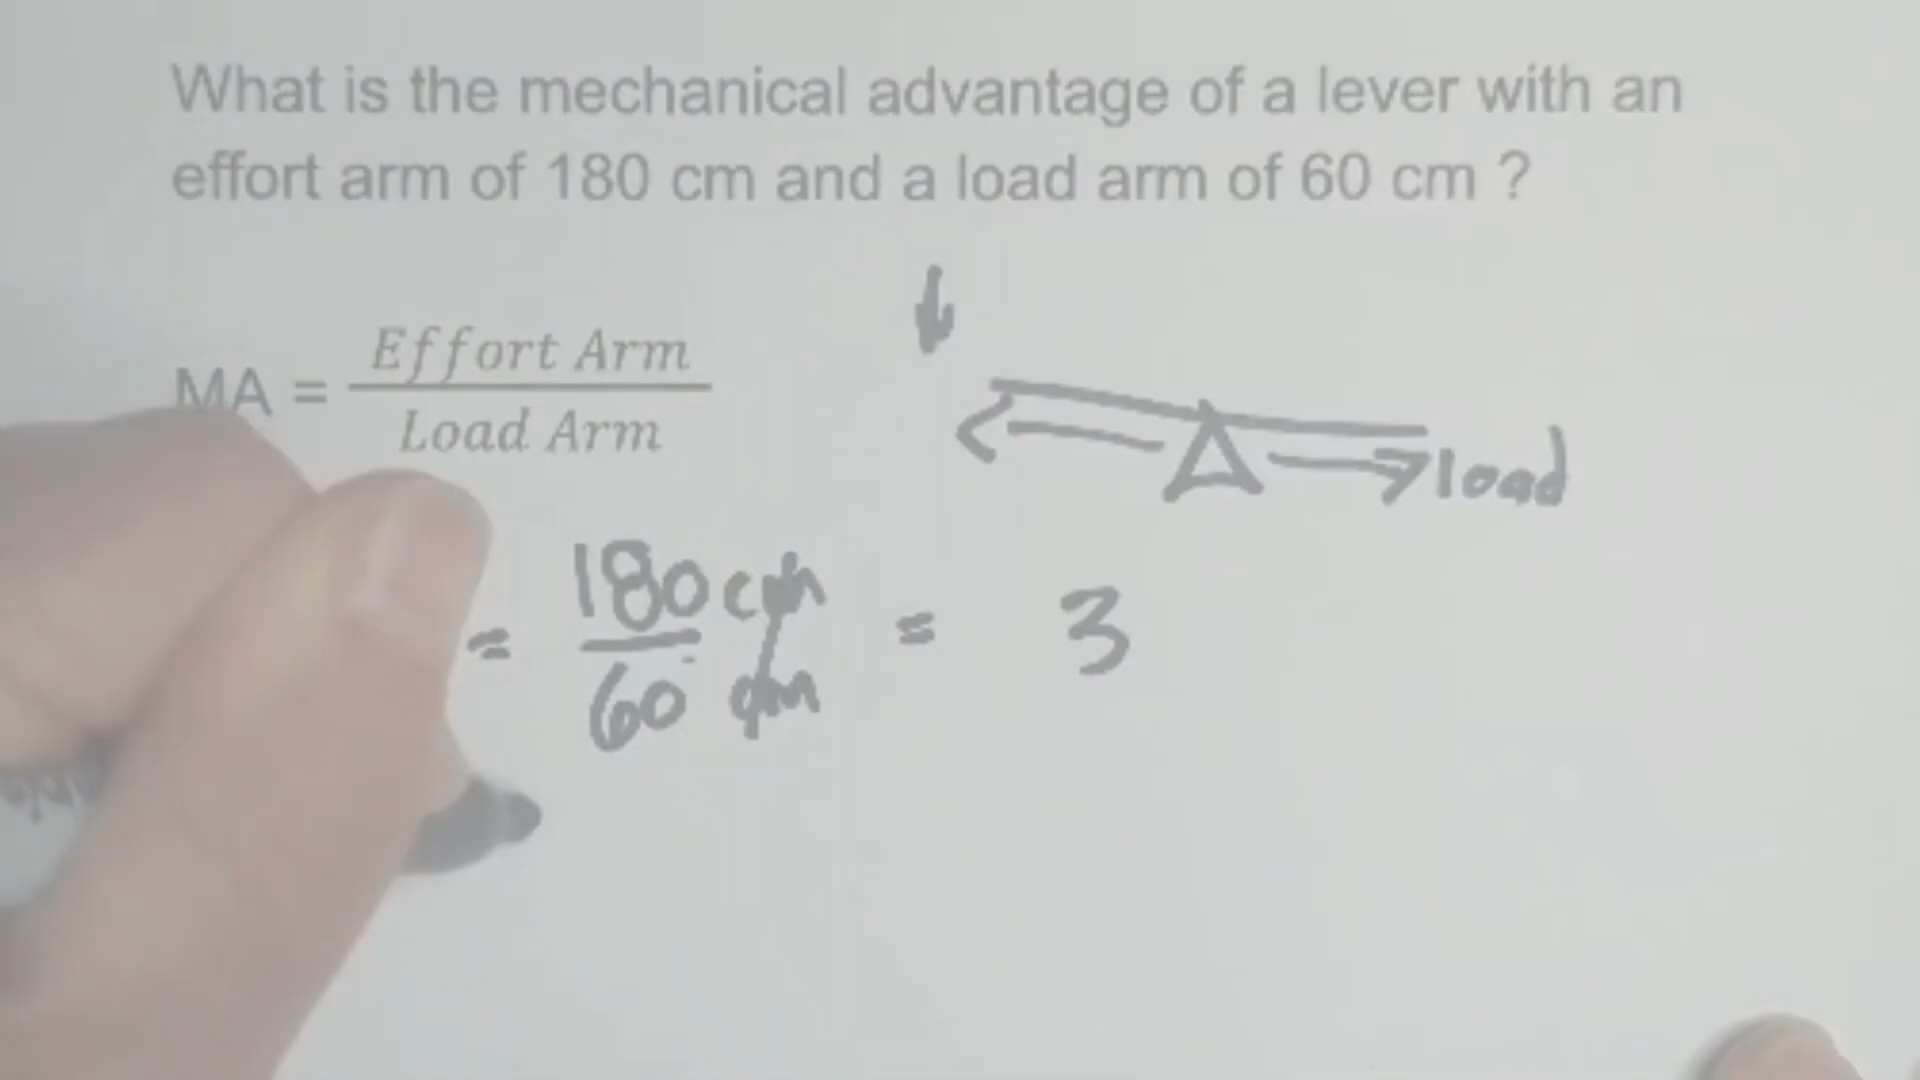 What is the mechanical advantage of a lever with an
effort arm of 180 cm and a load arm of 60 cm ?
MA = Effort Arm
Load Arm
load
= 180 cm = 3
60 cm